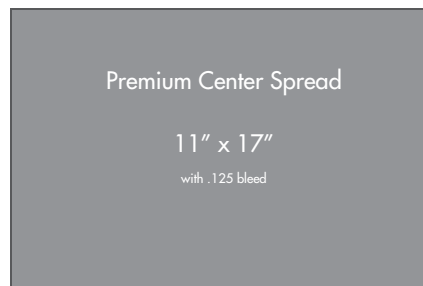 Premium Center Spread
11” x 17”
with .125 bleed